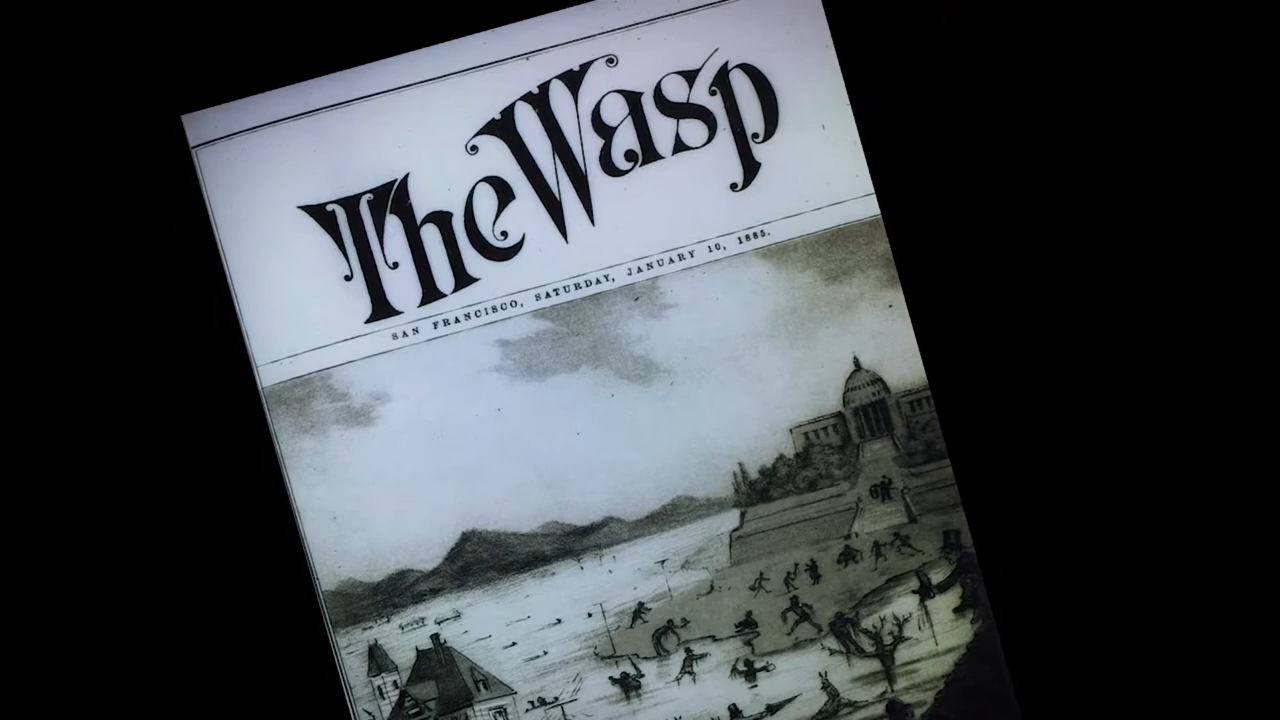 The Wasp
SAN FRANCISCO, SATURDAY, JANUARY 10, 1885.